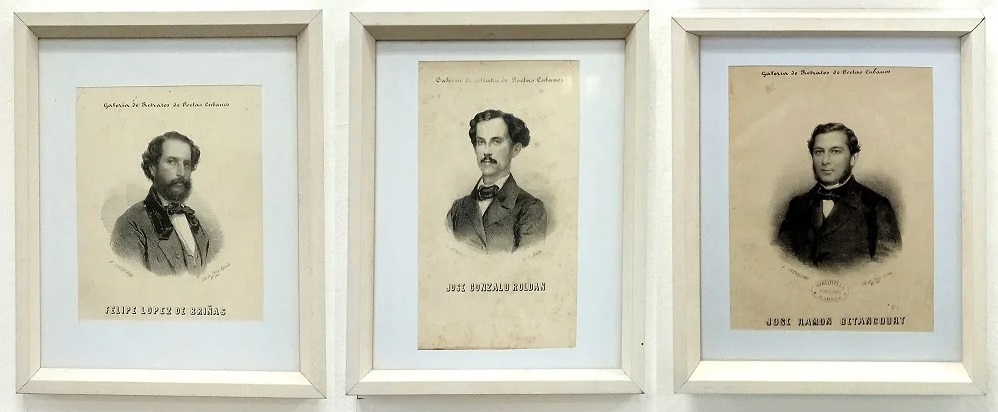 Galeria de Retratos de Poetas Cubanos
FELIPE LOPEZ DE BRIÑAS
Galeria de Retratos de Poetas Cubanos
JOSE GONZALO ROLDAN
Galeria de Retratos de Poetas Cubanos
JOSE RAMON BETANCOURT